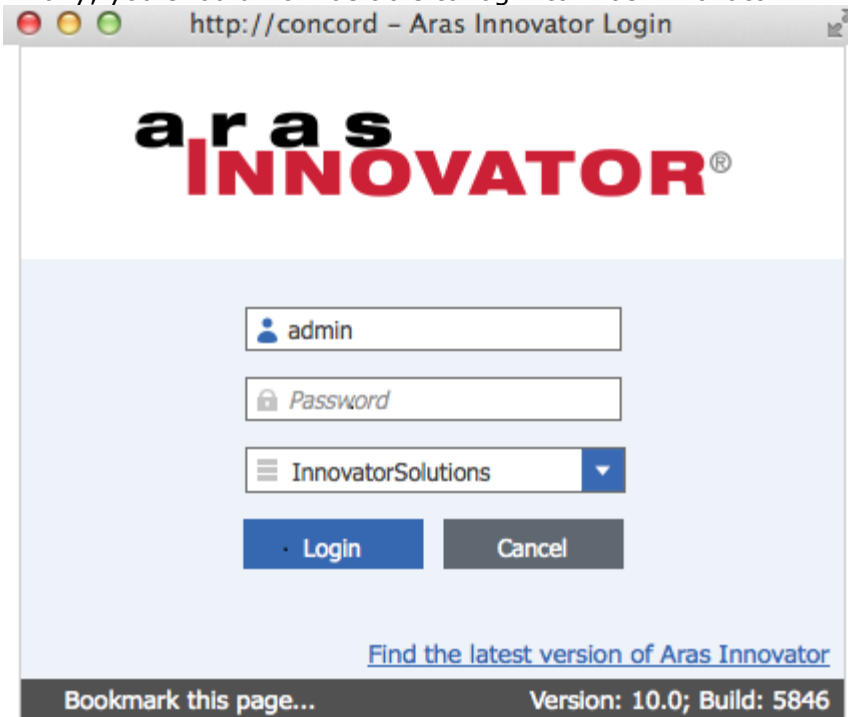 http://concord – Aras Innovator Login
aras
INNOVATOR®
admin
Password
InnovatorSolutions
Login
Cancel
Find the latest version of Aras Innovator
Bookmark this page...
Version: 10.0; Build: 5846